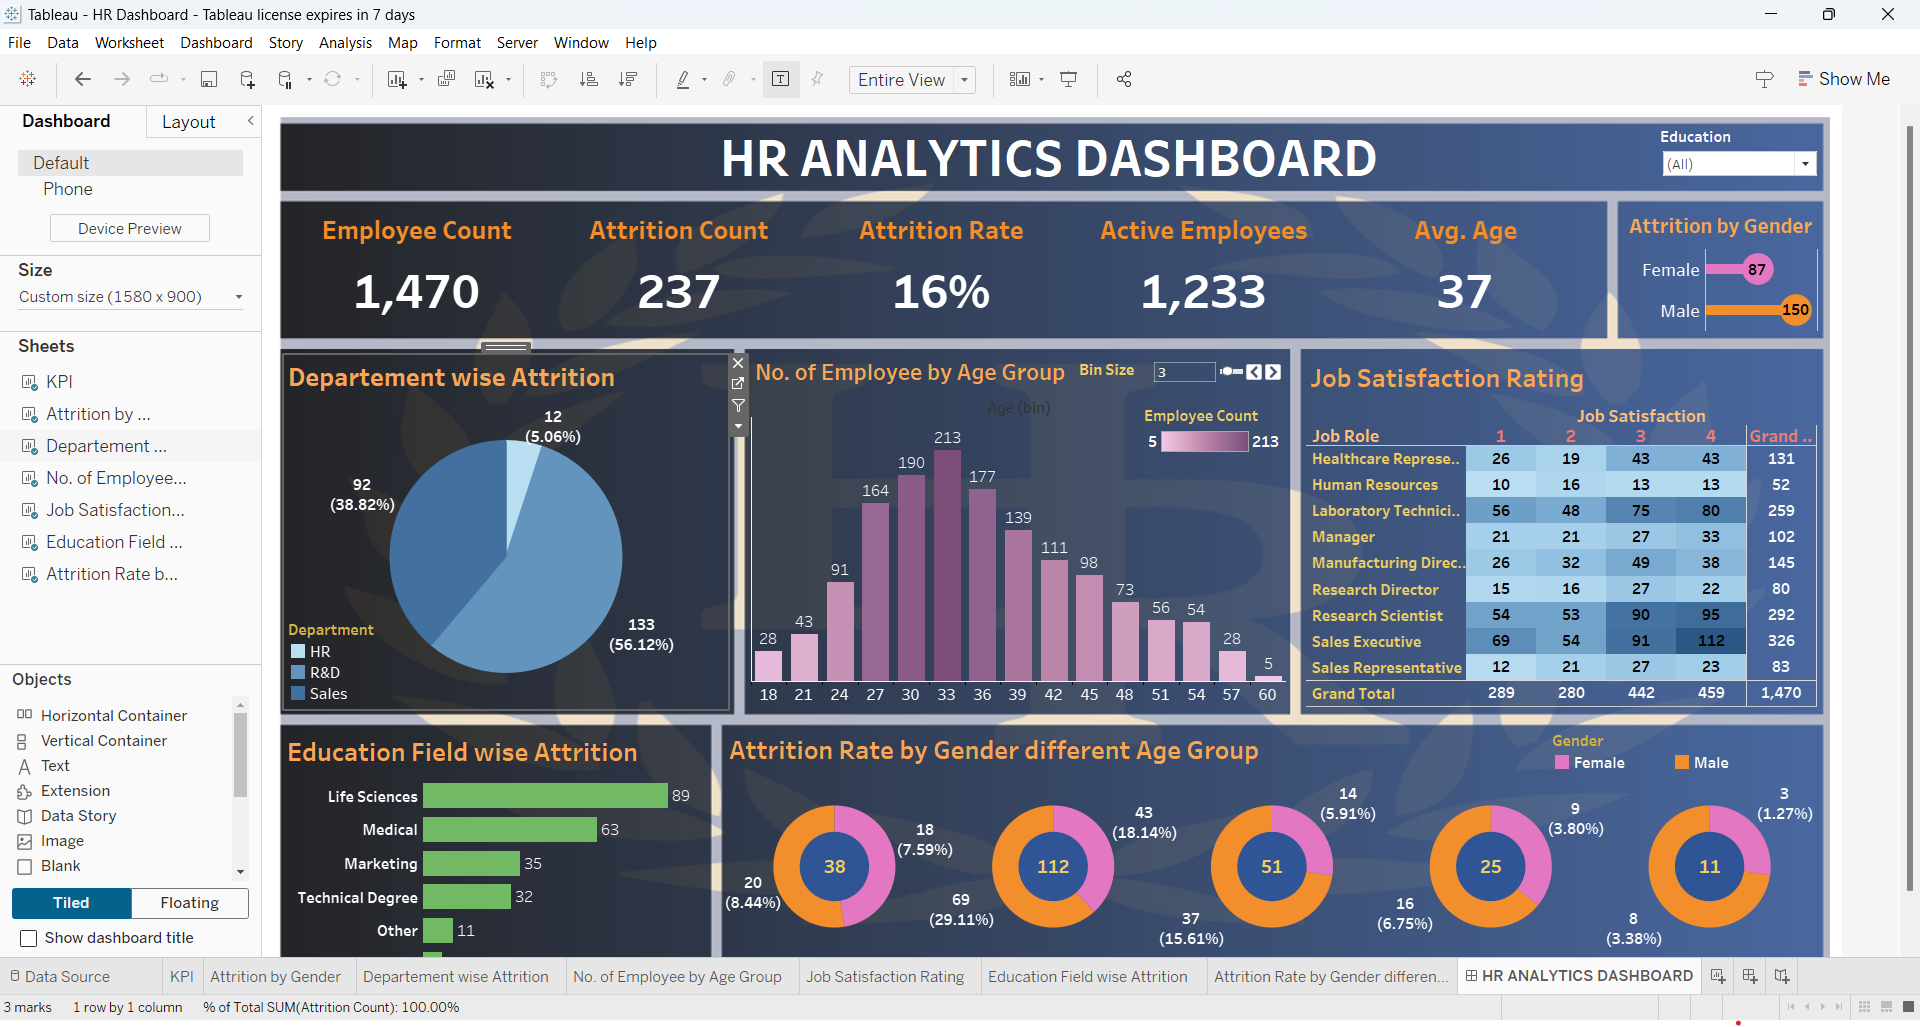 Tableau - HR Dashboard - Tableau license expires in 7 days
File Data Worksheet Dashboard Story Analysis Map Format Server Window Help
Entire View
Show Me
Dashboard Layout
Default
Phone
Device Preview
Size
Custom size (1580 x 900)
Sheets
KPI
Attrition by ...
Departement ...
No. of Employee...
Job Satisfaction...
Education Field ...
Attrition Rate b...
Objects
Horizontal Container
Vertical Container
Text
Extension
Data Story
Image
Blank
Tiled Floating
Show dashboard title
HR ANALYTICS DASHBOARD
Education
(All)
Employee Count Attrition Count Attrition Rate Active Employees Avg. Age
1,470 237 16% 1,233 37
Attrition by Gender
Female 87
Male 150
Departement wise Attrition
12
(5.06%)
92
(38.82%)
133
(56.12%)
Department
HR
R&D
Sales
No. of Employee by Age Group
Bin Size 3
Age (bin)
Employee Count
5 213
28 43 91 164 190 213 177 139 111 98 73 56 54 28 5
18 21 24 27 30 33 36 39 42 45 48 51 54 57 60
Job Satisfaction Rating
Job Satisfaction
Job Role 1 2 3 4 Grand ..
Healthcare Represe.. 26 19 43 43 131
Human Resources 10 16 13 13 52
Laboratory Technici.. 56 48 75 80 259
Manager 21 21 27 33 102
Manufacturing Direc.. 26 32 49 38 145
Research Director 15 16 27 22 80
Research Scientist 54 53 90 95 292
Sales Executive 69 54 91 112 326
Sales Representative 12 21 27 23 83
Grand Total 289 280 442 459 1,470
Education Field wise Attrition
Life Sciences 89
Medical 63
Marketing 35
Technical Degree 32
Other 11
Attrition Rate by Gender different Age Group
Gender
Female Male
38
18
(7.59%)
20
(8.44%)
112
43
(18.14%)
69
(29.11%)
51
14
(5.91%)
37
(15.61%)
25
9
(3.80%)
16
(6.75%)
11
3
(1.27%)
8
(3.38%)
Data Source KPI Attrition by Gender Departement wise Attrition No. of Employee by Age Group Job Satisfaction Rating Education Field wise Attrition Attrition Rate by Gender differen... HR ANALYTICS DASHBOARD
3 marks 1 row by 1 column % of Total SUM(Attrition Count): 100.00%